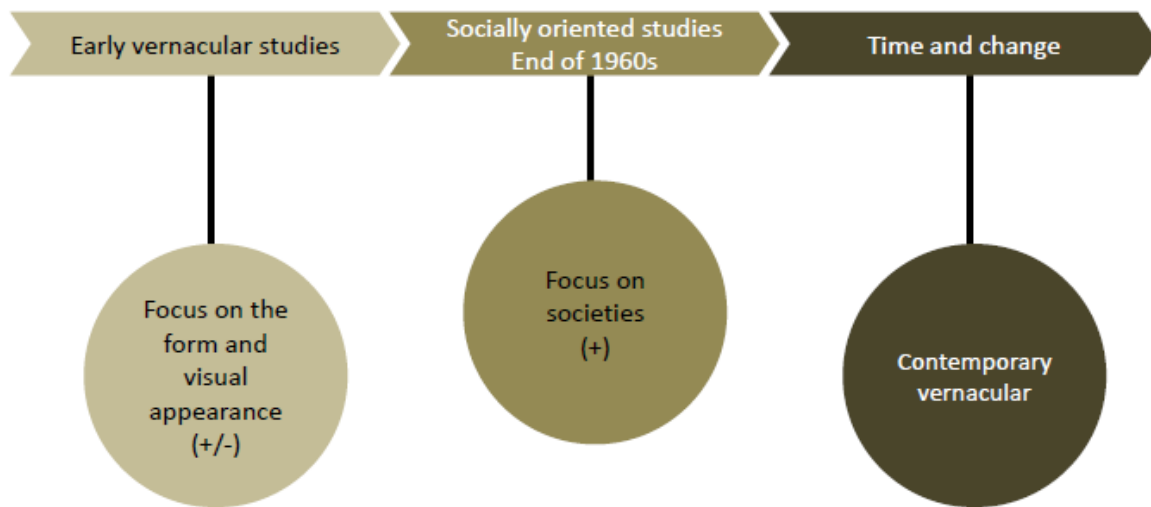 Early vernacular studies
Socially oriented studies
End of 1960s
Time and change
Focus on the
form and
visual
appearance
(+/-)
Focus on
societies
(+)
Contemporary
vernacular